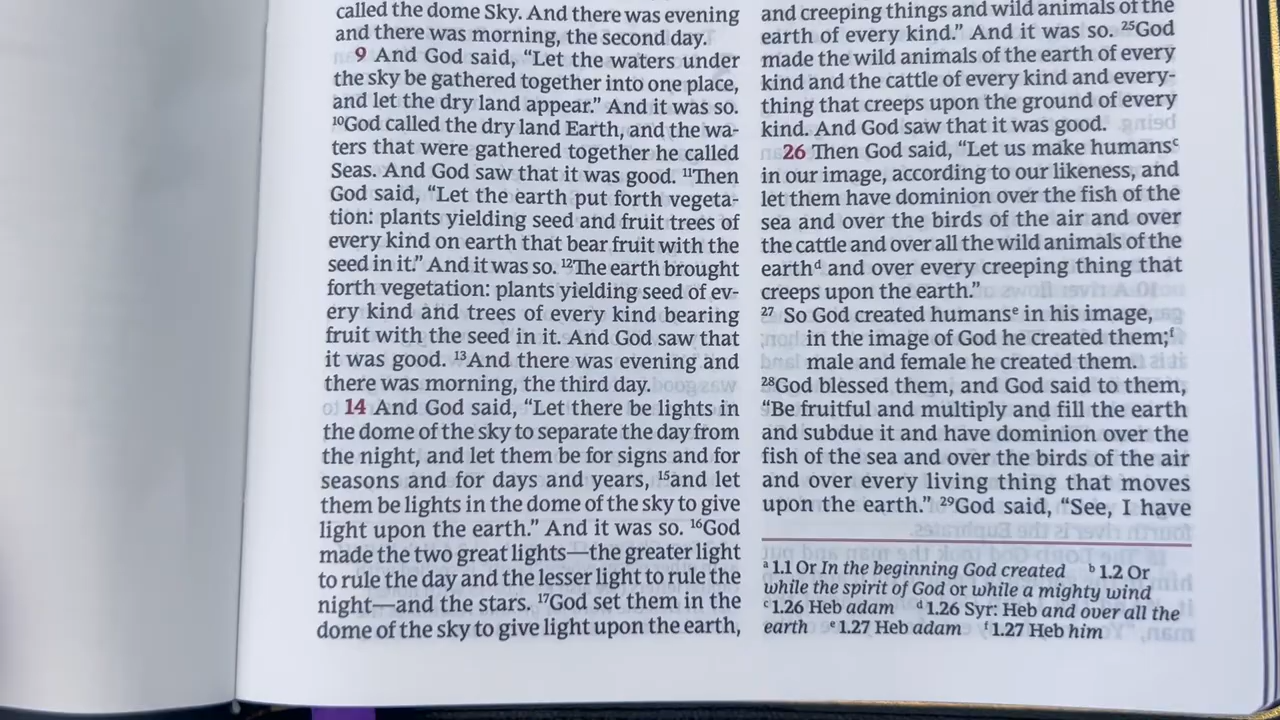 called the dome Sky. And there was evening
and there was morning, the second day.
9 And God said, “Let the waters under
the sky be gathered together into one place,
and let the dry land appear.” And it was so.
¹⁰God called the dry land Earth, and the wa-
ters that were gathered together he called
Seas. And God saw that it was good. ¹¹Then
God said, “Let the earth put forth vegeta-
tion: plants yielding seed and fruit trees of
every kind on earth that bear fruit with the
seed in it.” And it was so. ¹²The earth brought
forth vegetation: plants yielding seed of ev-
ery kind and trees of every kind bearing
fruit with the seed in it. And God saw that
it was good. ¹³And there was evening and
there was morning, the third day.
14 And God said, “Let there be lights in
the dome of the sky to separate the day from
the night, and let them be for signs and for
seasons and for days and years, ¹⁵and let
them be lights in the dome of the sky to give
light upon the earth.” And it was so. ¹⁶God
made the two great lights—the greater light
to rule the day and the lesser light to rule the
night—and the stars. ¹⁷God set them in the
dome of the sky to give light upon the earth,
and creeping things and wild animals of the
earth of every kind.” And it was so. ²⁵God
made the wild animals of the earth of every
kind and the cattle of every kind and every-
thing that creeps upon the ground of every
kind. And God saw that it was good.
26 Then God said, “Let us make humansᶜ
in our image, according to our likeness, and
let them have dominion over the fish of the
sea and over the birds of the air and over
the cattle and over all the wild animals of the
earthᵈ and over every creeping thing that
creeps upon the earth.”
²⁷ So God created humansᵉ in his image,
in the image of God he created them;ᶠ
male and female he created them.
²⁸God blessed them, and God said to them,
“Be fruitful and multiply and fill the earth
and subdue it and have dominion over the
fish of the sea and over the birds of the air
and over every living thing that moves
upon the earth.” ²⁹God said, “See, I have
ᵃ 1.1 Or In the beginning God created ᵇ 1.2 Or
while the spirit of God or while a mighty wind
ᶜ 1.26 Heb adam ᵈ 1.26 Syr: Heb and over all the
earth ᵉ 1.27 Heb adam ᶠ 1.27 Heb him